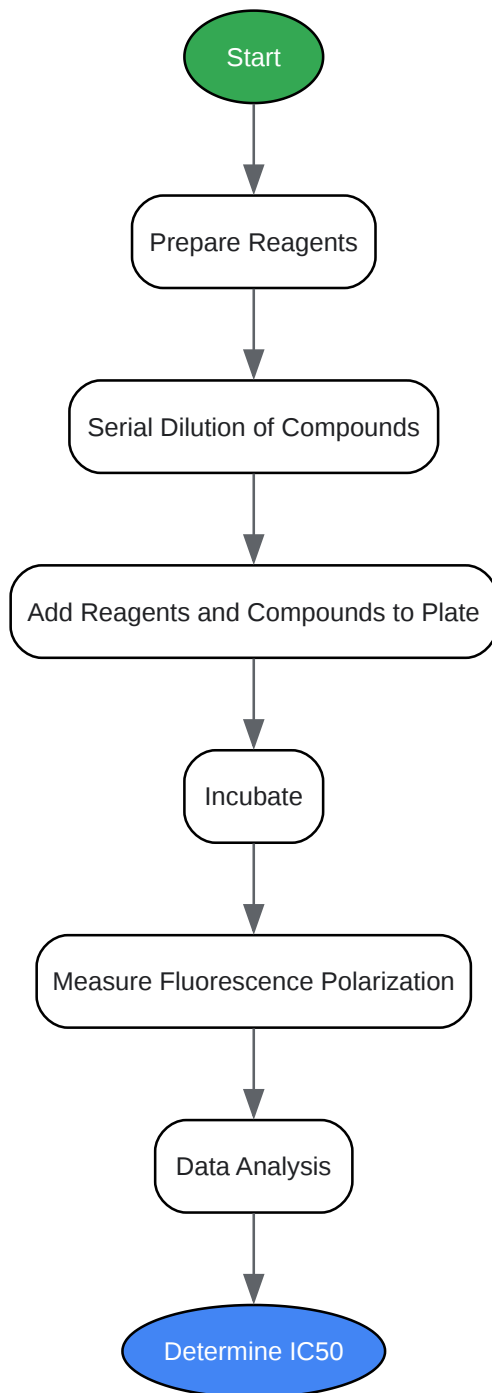 Start
Prepare Reagents
Serial Dilution of Compounds
Add Reagents and Compounds to Plate
Incubate
Measure Fluorescence Polarization
Data Analysis
Determine IC50